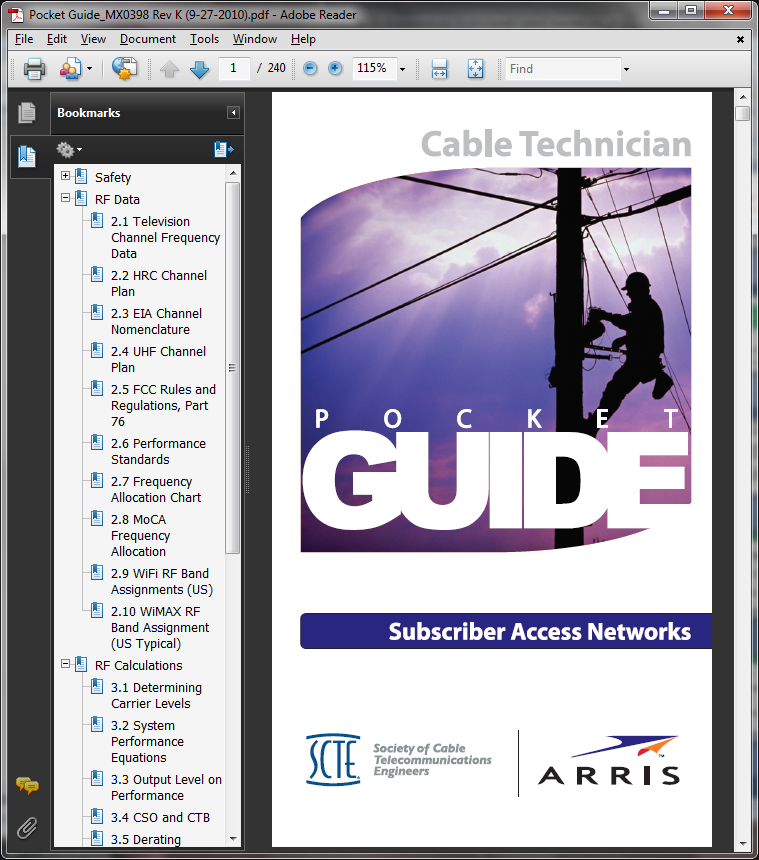 Pocket Guide_MX0398 Rev K (9-27-2010).pdf - Adobe Reader
File Edit View Document Tools Window Help
1 / 240 115% Find
Bookmarks
Safety
RF Data
2.1 Television
Channel Frequency
Data
2.2 HRC Channel
Plan
2.3 EIA Channel
Nomenclature
2.4 UHF Channel
Plan
2.5 FCC Rules and
Regulations, Part
76
2.6 Performance
Standards
2.7 Frequency
Allocation Chart
2.8 MoCA
Frequency
Allocation
2.9 WiFi RF Band
Assignments (US)
2.10 WiMAX RF
Band Assignment
(US Typical)
RF Calculations
3.1 Determining
Carrier Levels
3.2 System
Performance
Equations
3.3 Output Level on
Performance
3.4 CSO and CTB
3.5 Derating
Cable Technician
POCKET
GUIDE
Subscriber Access Networks
SCTE
Society of Cable
Telecommunications
Engineers
ARRIS